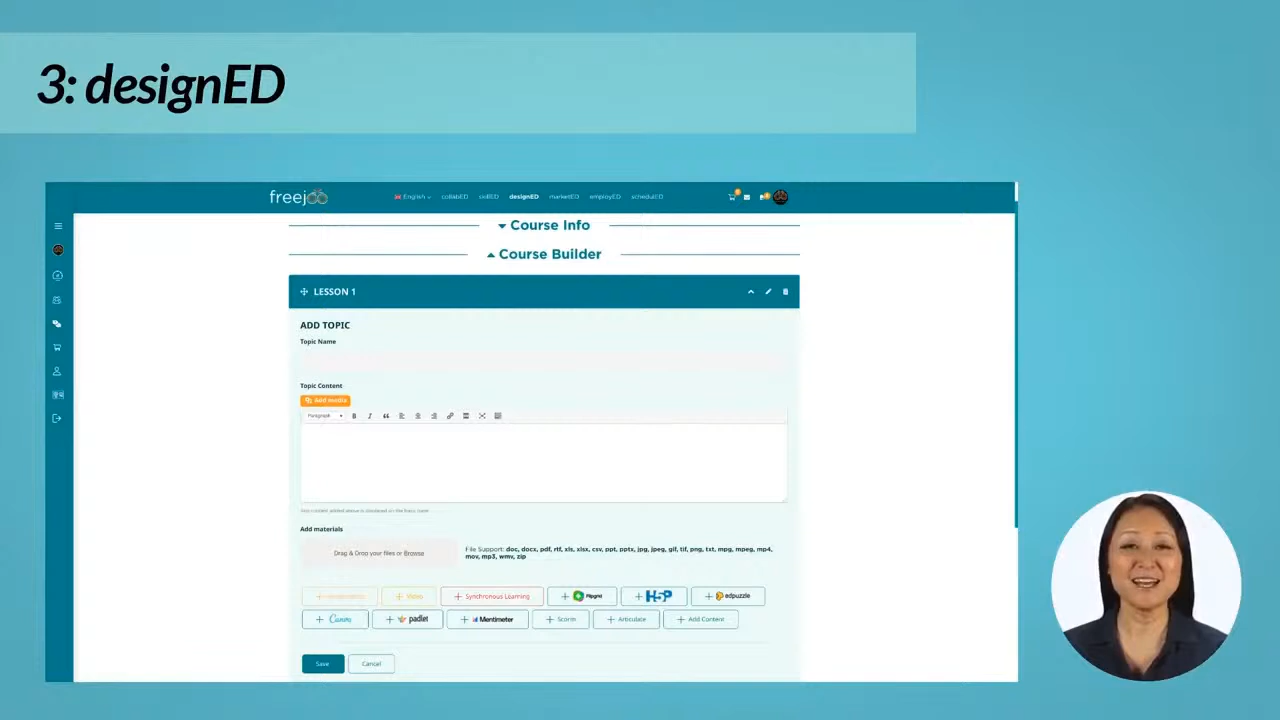 3: designED
freejoo
English collabED designED marketED employED schedulED
Course Info
Course Builder
LESSON 1
ADD TOPIC
Topic Name
Topic Content
Add media
Paragraph B I
Add materials
Drag & Drop your files or Browse
File Support: doc, docx, pdf, rtf, xls, xlsx, csv, ppt, pptx, jpg, jpeg, gif, tif, png, txt, mpg, mpeg, mp4,
mov, mp3, wmv, zip
+ Video + Synchronous Learning + Flipgrid + H5P + edpuzzle
+ Canva + padlet + Mentimeter + Scorm + Articulate + Add Content
Save Cancel